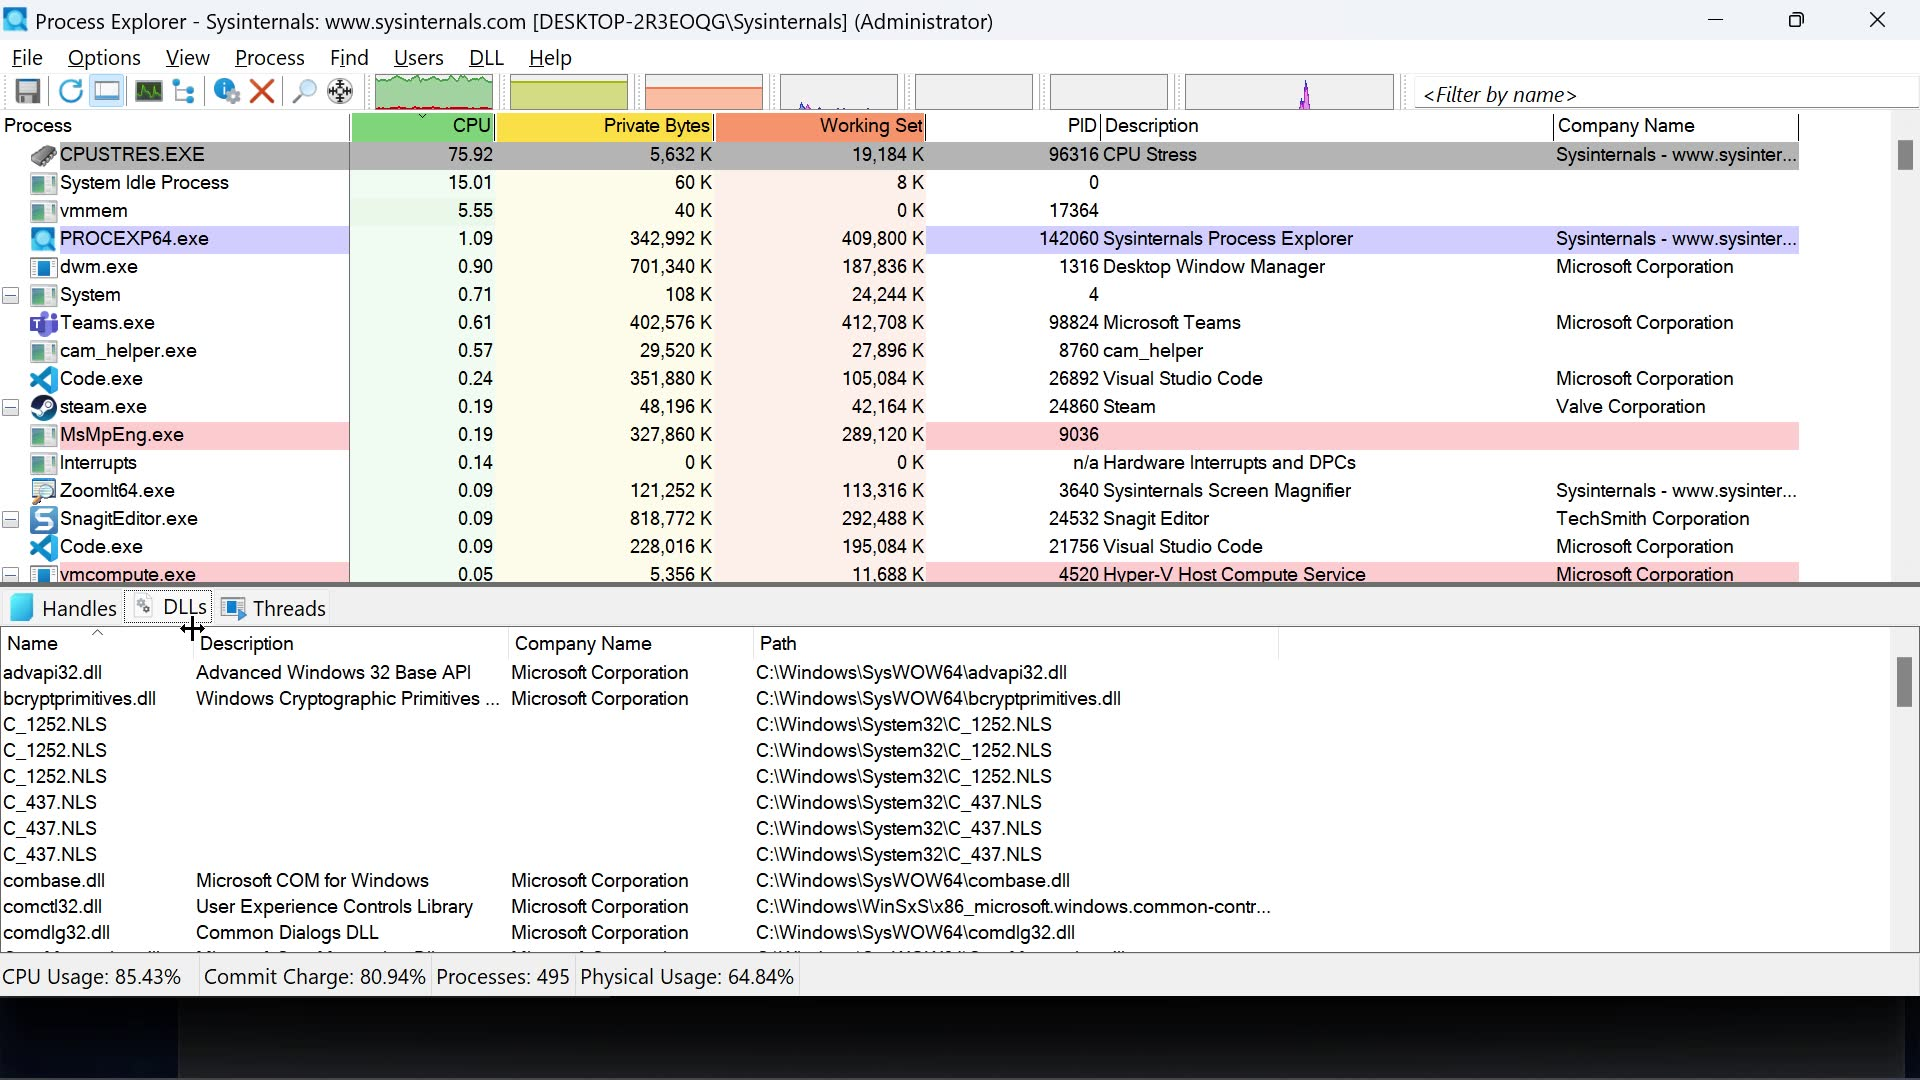 Process Explorer - Sysinternals: www.sysinternals.com [DESKTOP-2R3EOQG\Sysinternals] (Administrator)
File Options View Process Find Users DLL Help
<Filter by name>
Process CPU Private Bytes Working Set PID Description Company Name
CPUSTRES.EXE 75.92 5,632 K 19,184 K 96316 CPU Stress Sysinternals - www.sysinter...
System Idle Process 15.01 60 K 8 K 0
vmmem 5.55 40 K 0 K 17364
PROCEXP64.exe 1.09 342,992 K 409,800 K 142060 Sysinternals Process Explorer Sysinternals - www.sysinter...
dwm.exe 0.90 701,340 K 187,836 K 1316 Desktop Window Manager Microsoft Corporation
System 0.71 108 K 24,244 K 4
Teams.exe 0.61 402,576 K 412,708 K 98824 Microsoft Teams Microsoft Corporation
cam_helper.exe 0.57 29,520 K 27,896 K 8760 cam_helper
Code.exe 0.24 351,880 K 105,084 K 26892 Visual Studio Code Microsoft Corporation
steam.exe 0.19 48,196 K 42,164 K 24860 Steam Valve Corporation
MsMpEng.exe 0.19 327,860 K 289,120 K 9036
Interrupts 0.14 0 K 0 K n/a Hardware Interrupts and DPCs
ZoomIt64.exe 0.09 121,252 K 113,316 K 3640 Sysinternals Screen Magnifier Sysinternals - www.sysinter...
SnagitEditor.exe 0.09 818,772 K 292,488 K 24532 Snagit Editor TechSmith Corporation
Code.exe 0.09 228,016 K 195,084 K 21756 Visual Studio Code Microsoft Corporation
vmcompute.exe 0.05 5,356 K 11,688 K 4520 Hyper-V Host Compute Service Microsoft Corporation
Handles DLLs Threads
Name Description Company Name Path
advapi32.dll Advanced Windows 32 Base API Microsoft Corporation C:\Windows\SysWOW64\advapi32.dll
bcryptprimitives.dll Windows Cryptographic Primitives ... Microsoft Corporation C:\Windows\SysWOW64\bcryptprimitives.dll
C_1252.NLS C:\Windows\System32\C_1252.NLS
C_1252.NLS C:\Windows\System32\C_1252.NLS
C_1252.NLS C:\Windows\System32\C_1252.NLS
C_437.NLS C:\Windows\System32\C_437.NLS
C_437.NLS C:\Windows\System32\C_437.NLS
C_437.NLS C:\Windows\System32\C_437.NLS
combase.dll Microsoft COM for Windows Microsoft Corporation C:\Windows\SysWOW64\combase.dll
comctl32.dll User Experience Controls Library Microsoft Corporation C:\Windows\WinSxS\x86_microsoft.windows.common-contr...
comdlg32.dll Common Dialogs DLL Microsoft Corporation C:\Windows\SysWOW64\comdlg32.dll
CPU Usage: 85.43% Commit Charge: 80.94% Processes: 495 Physical Usage: 64.84%